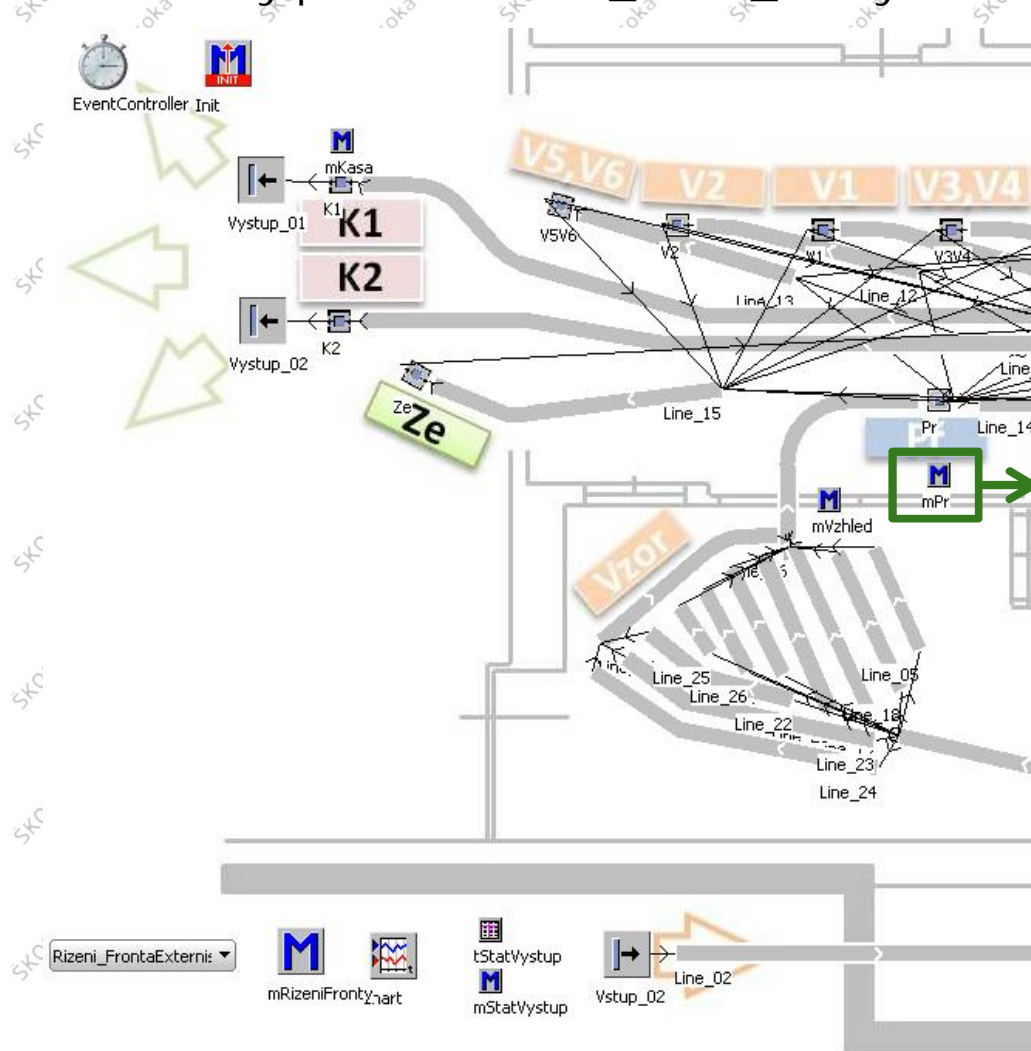 EventController
Init
mKasa
Vystup_01
K1
K1
K2
K2
Vystup_02
V5,V6
V2
V1
V3,V4
V5V6
V2
V3V4
Line_13
Line_12
Line
Ze
Ze
Line_15
Pr
Line_14
mPr
mVzhled
Vzor
Line_25
Line_26
Line_22
Line_05
Line_18
Line_23
Line_24
Rizeni_FrontaExternis
mRizeniFronty
tStatVystup
mStatVystup
Vstup_02
Line_02